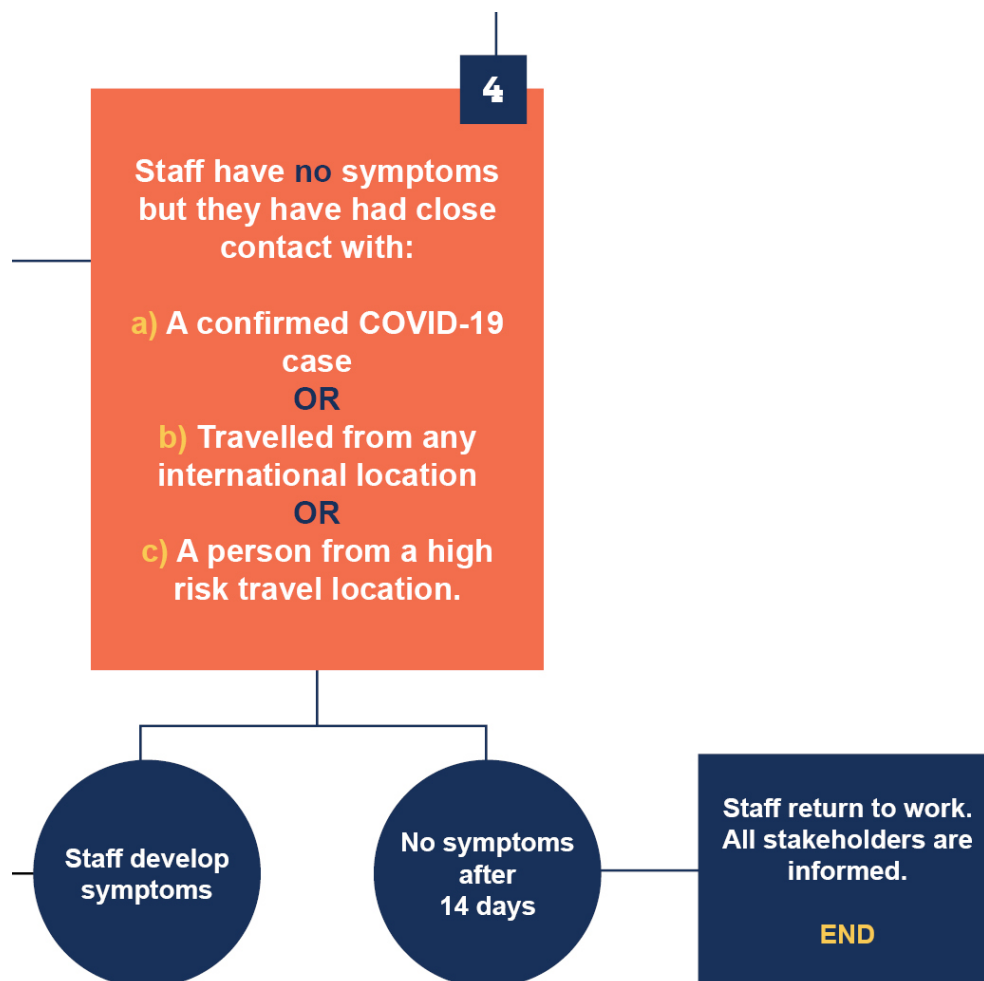 4
Staff have no symptoms
but they have had close
contact with:
a) A confirmed COVID-19
case
OR
b) Travelled from any
international location
OR
c) A person from a high
risk travel location.
Staff develop
symptoms
No symptoms
after
14 days
Staff return to work.
All stakeholders are
informed.
END